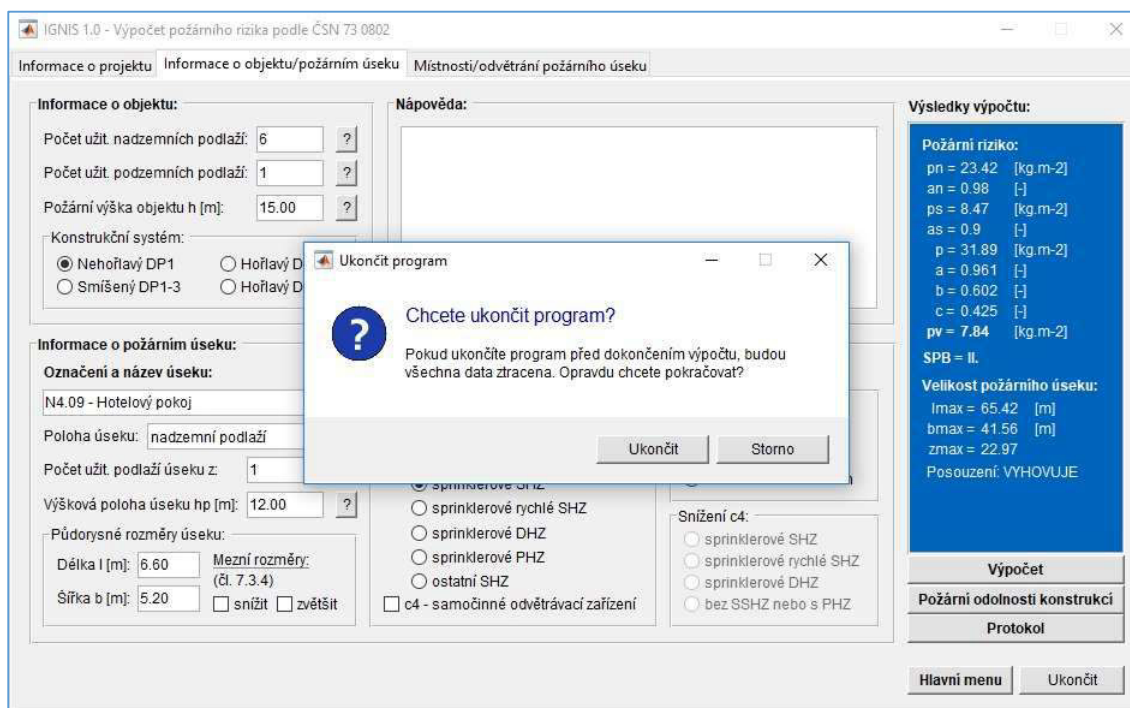 IGNIS 1.0 - Výpočet požárního rizika podle ČSN 73 0802
Informace o projektu
Informace o objektu/požárním úseku
Místnosti/odvětrání požárního úseku
Informace o objektu:
Počet užit. nadzemních podlaží: 6 ?
Počet užit. podzemních podlaží: 1 ?
Požární výška objektu h [m]: 15.00 ?
Konstrukční systém:
Nehořlavý DP1
Hořlavý D
Smíšený DP1-3
Hořlavý D
Nápověda:
Ukončit program
Chcete ukončit program?
Pokud ukončíte program před dokončením výpočtu, budou
všechna data ztracena. Opravdu chcete pokračovat?
Ukončit
Storno
Informace o požárním úseku:
Označení a název úseku:
N4.09 - Hotelový pokoj
Poloha úseku: nadzemní podlaží
Počet užit. podlaží úseku z: 1
Výšková poloha úseku hp [m]: 12.00 ?
Půdorysné rozměry úseku:
Délka l [m]: 6.60
Šířka b [m]: 5.20
Mezní rozměry:
(čl. 7.3.4)
snížit zvětšit
sprinklerové SHZ
sprinklerové rychlé SHZ
sprinklerové DHZ
sprinklerové PHZ
ostatní SHZ
c4 - samočinné odvětrávací zařízení
Snížení c4:
sprinklerové SHZ
sprinklerové rychlé SHZ
sprinklerové DHZ
bez SSHZ nebo s PHZ
Výsledky výpočtu:
Požární riziko:
pn = 23.42 [kg.m-2]
an = 0.98 [-]
ps = 8.47 [kg.m-2]
as = 0.9 [-]
p = 31.89 [kg.m-2]
a = 0.961 [-]
b = 0.602 [-]
c = 0.425 [-]
pv = 7.84 [kg.m-2]
SPB = II.
Velikost požárního úseku:
lmax = 65.42 [m]
bmax = 41.56 [m]
zmax = 22.97
Posouzení: VYHOVUJE
Výpočet
Požární odolnosti konstrukcí
Protokol
Hlavní menu
Ukončit